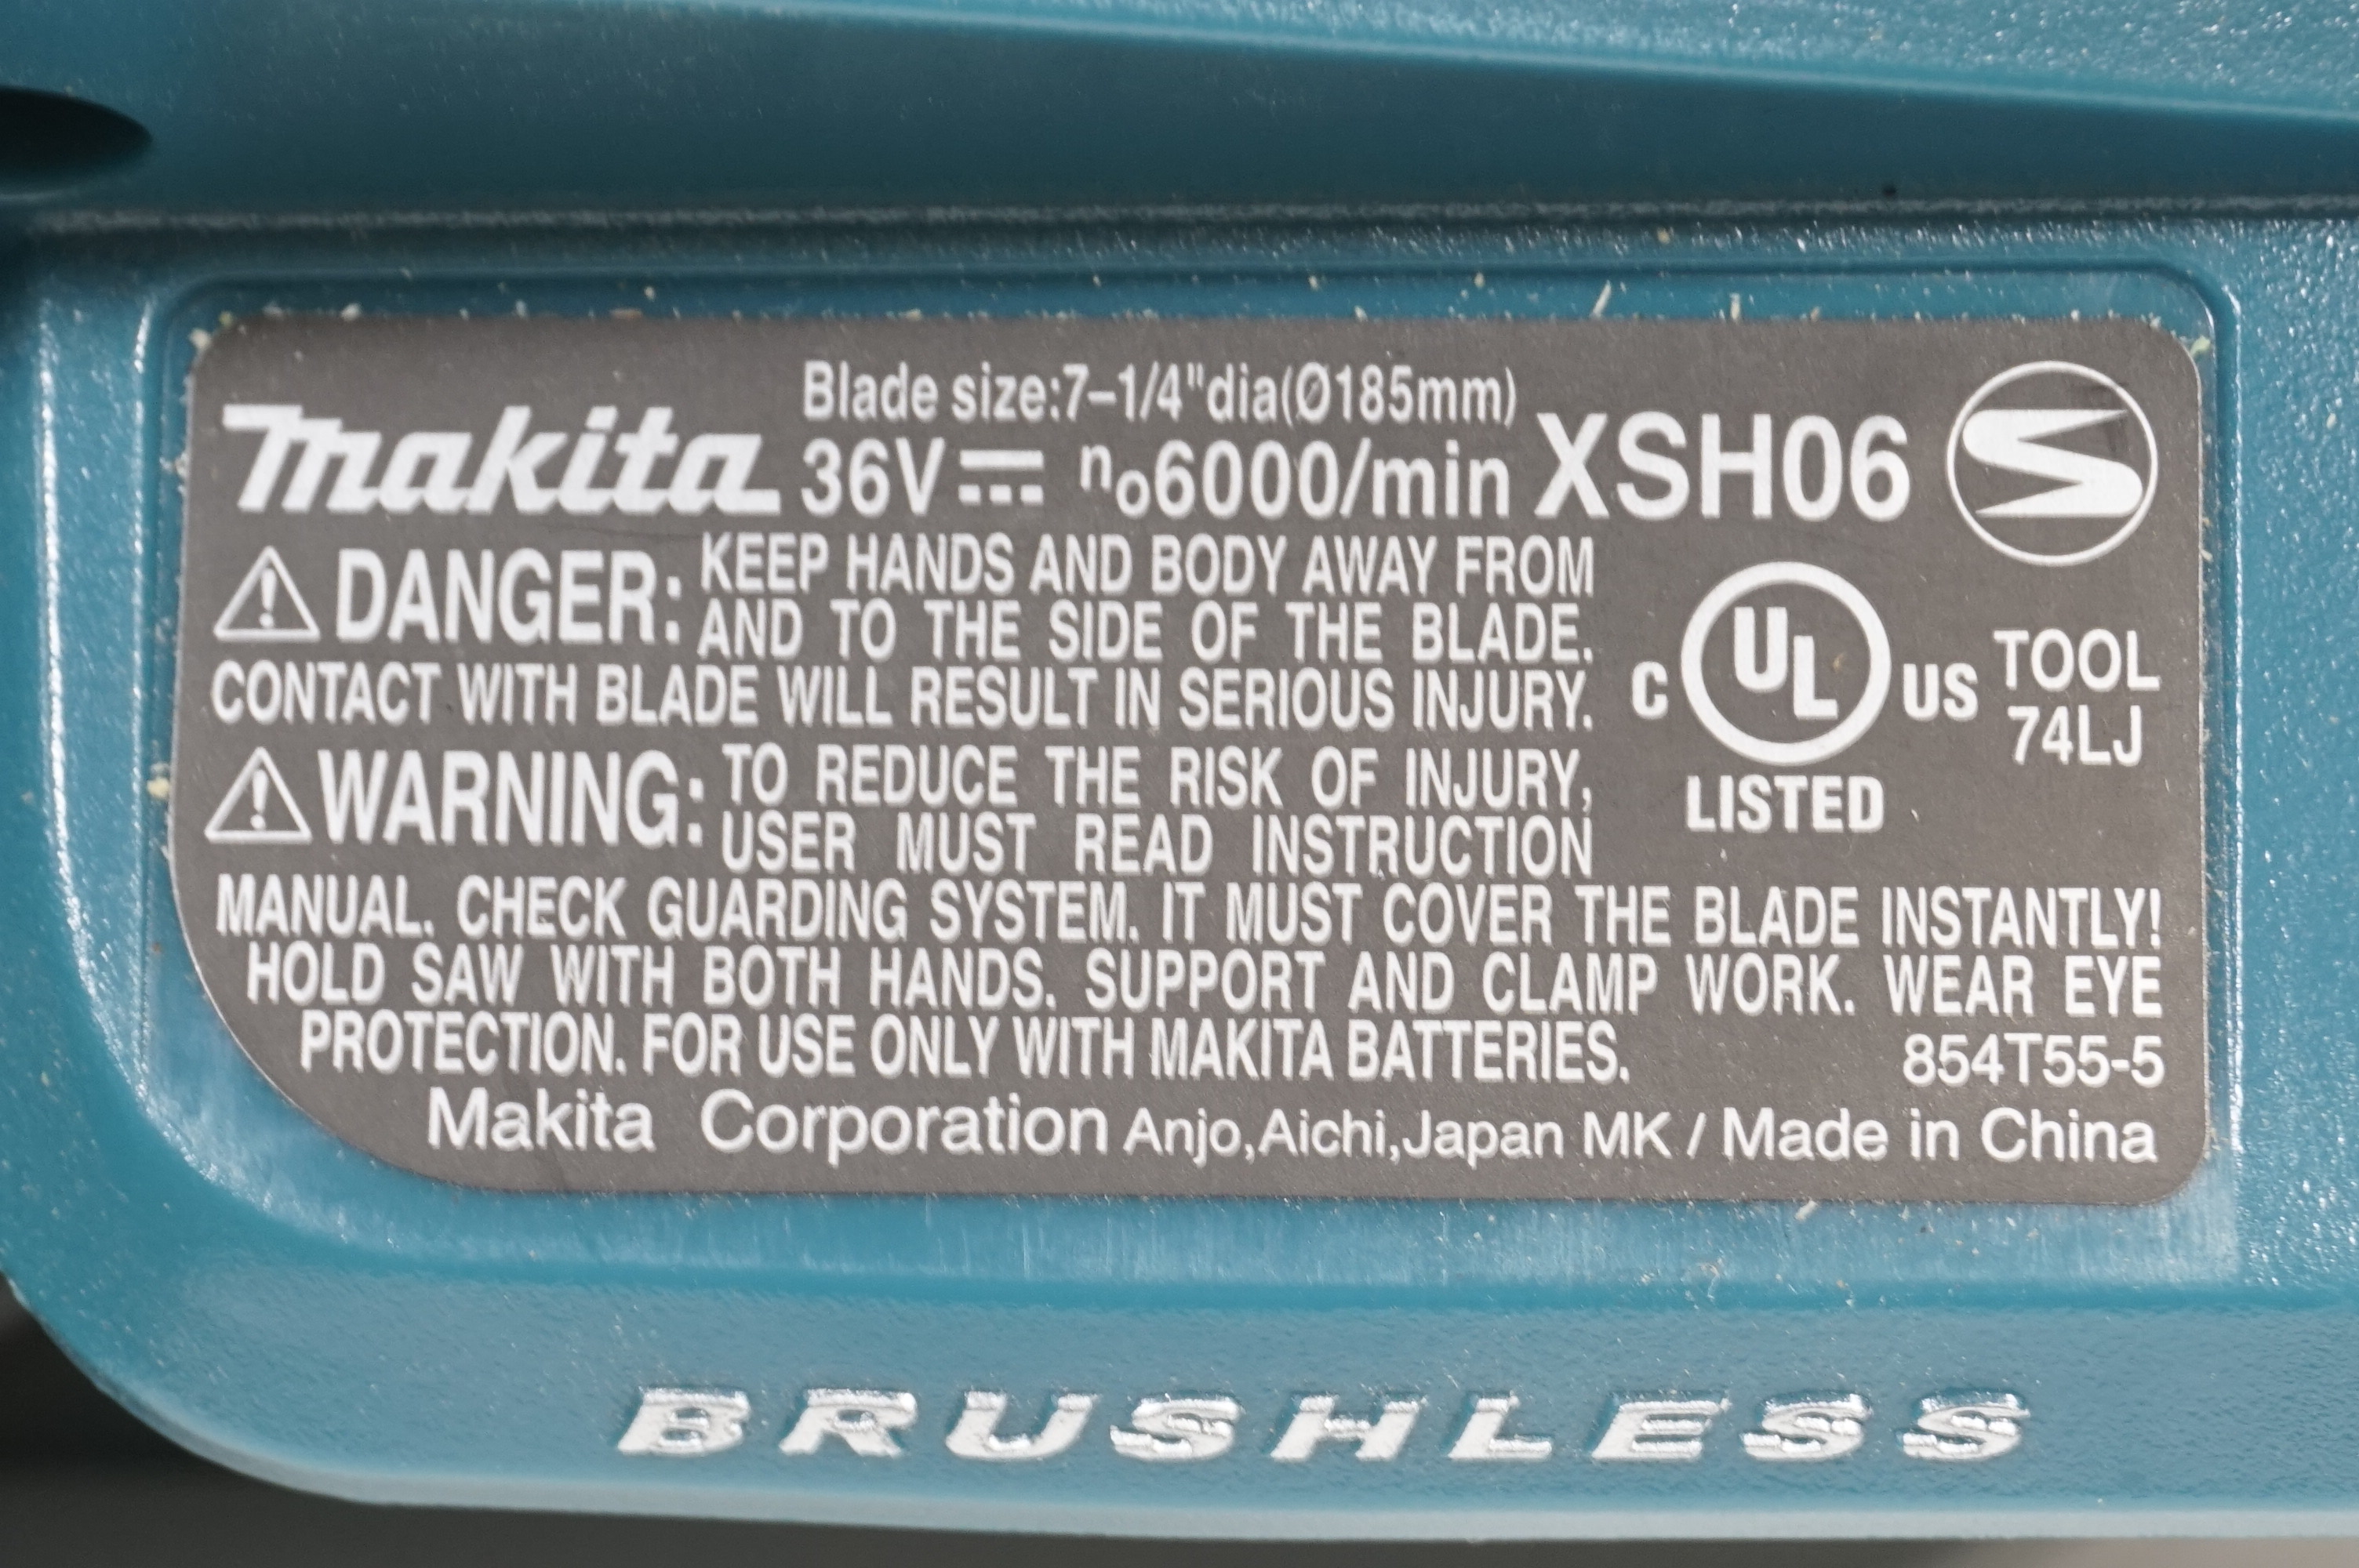 Blade size:7–1/4"dia(Ø185mm)
makita 36V⎓ no6000/min XSH06
DANGER: KEEP HANDS AND BODY AWAY FROM
AND TO THE SIDE OF THE BLADE.
CONTACT WITH BLADE WILL RESULT IN SERIOUS INJURY.
C UL US
LISTED
TOOL
74LJ
WARNING: TO REDUCE THE RISK OF INJURY,
USER MUST READ INSTRUCTION
MANUAL. CHECK GUARDING SYSTEM. IT MUST COVER THE BLADE INSTANTLY!
HOLD SAW WITH BOTH HANDS. SUPPORT AND CLAMP WORK. WEAR EYE
PROTECTION. FOR USE ONLY WITH MAKITA BATTERIES. 854T55-5
Makita Corporation Anjo,Aichi,Japan MK / Made in China
BRUSHLESS